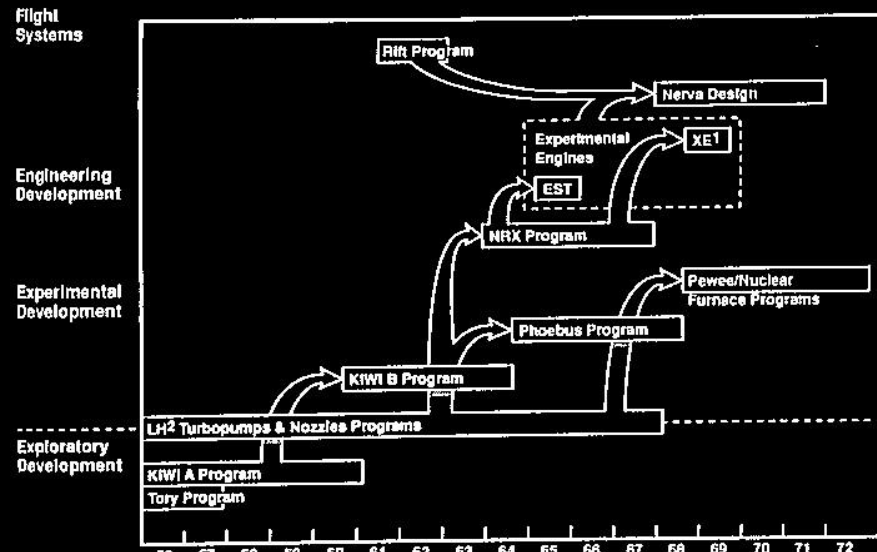 Flight
Systems
Rift Program
Nerva Design
Experimental
Engines
XE¹
Engineering
Development
EST
NRX Program
Experimental
Development
Pewee/Nuclear
Furnace Programs
Phoebus Program
KIWI B Program
LH² Turbopumps & Nozzles Programs
Exploratory
Development
KIWI A Program
Tory Program
61 62 63 64 65 66 67 68 69 70 71 72